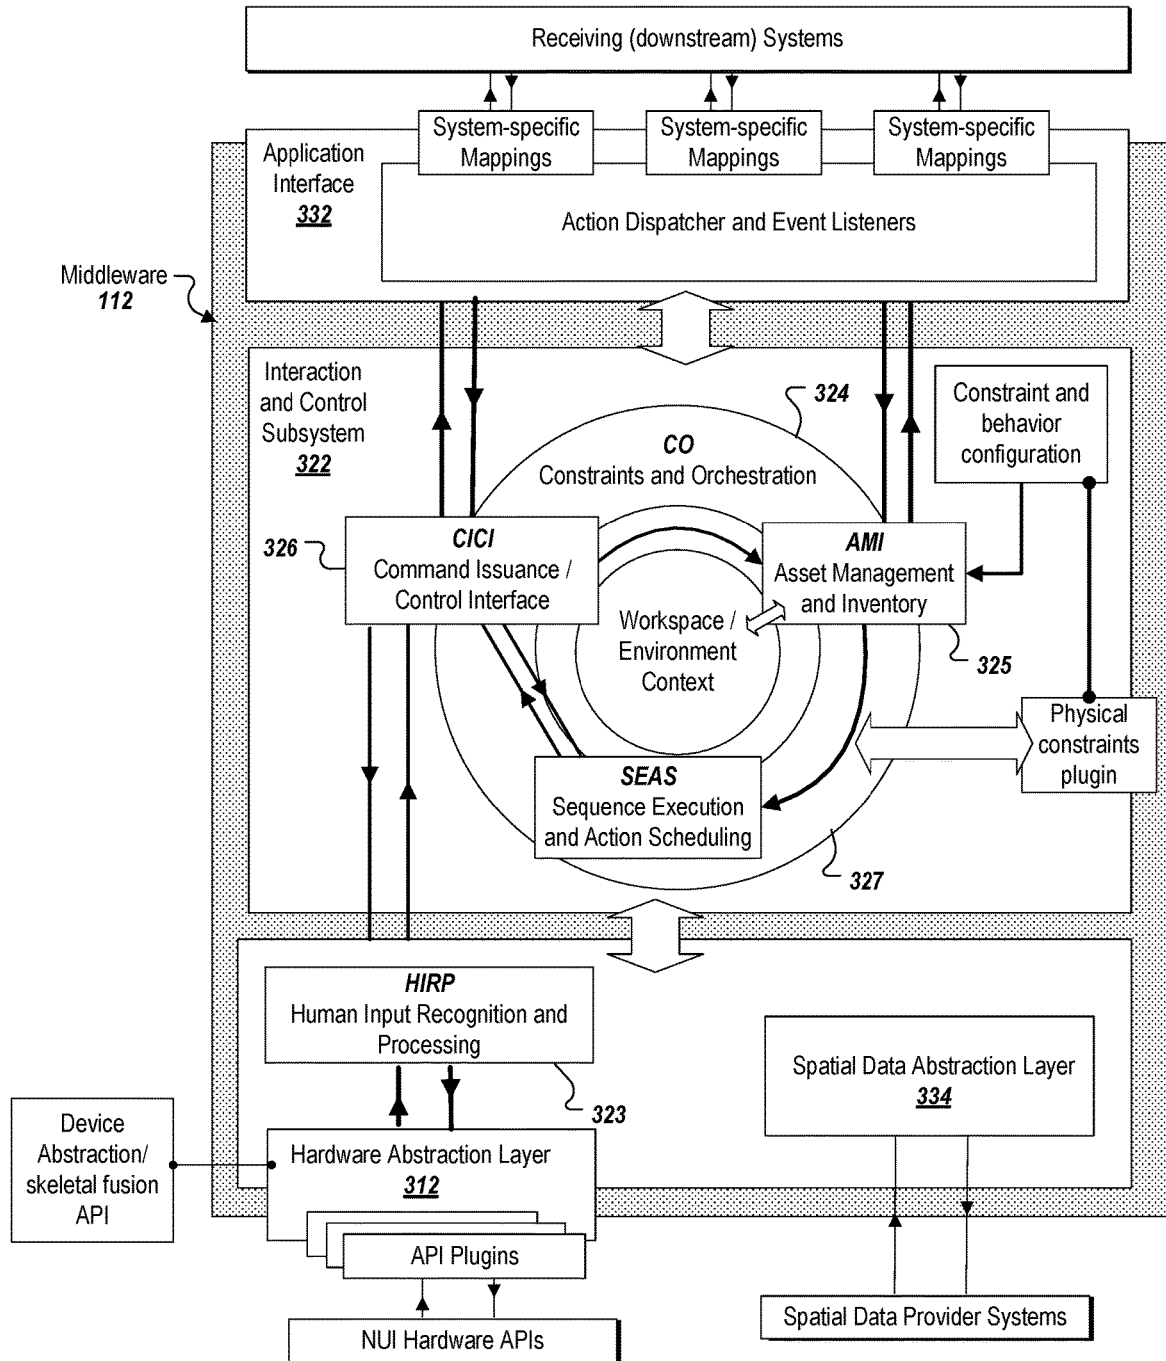 Receiving (downstream) Systems
System-specific
Mappings
System-specific
Mappings
System-specific
Mappings
Application
Interface
332
Action Dispatcher and Event Listeners
Middleware
112
Interaction
and Control
Subsystem
322
324
CO
Constraints and Orchestration
Constraint and
behavior
configuration
326
CICI
Command Issuance /
Control Interface
AMI
Asset Management
and Inventory
Workspace /
Environment
Context
325
Physical
constraints
plugin
SEAS
Sequence Execution
and Action Scheduling
327
HIRP
Human Input Recognition and
Processing
323
Spatial Data Abstraction Layer
334
Device
Abstraction/
skeletal fusion
API
Hardware Abstraction Layer
312
API Plugins
NUI Hardware APIs
Spatial Data Provider Systems